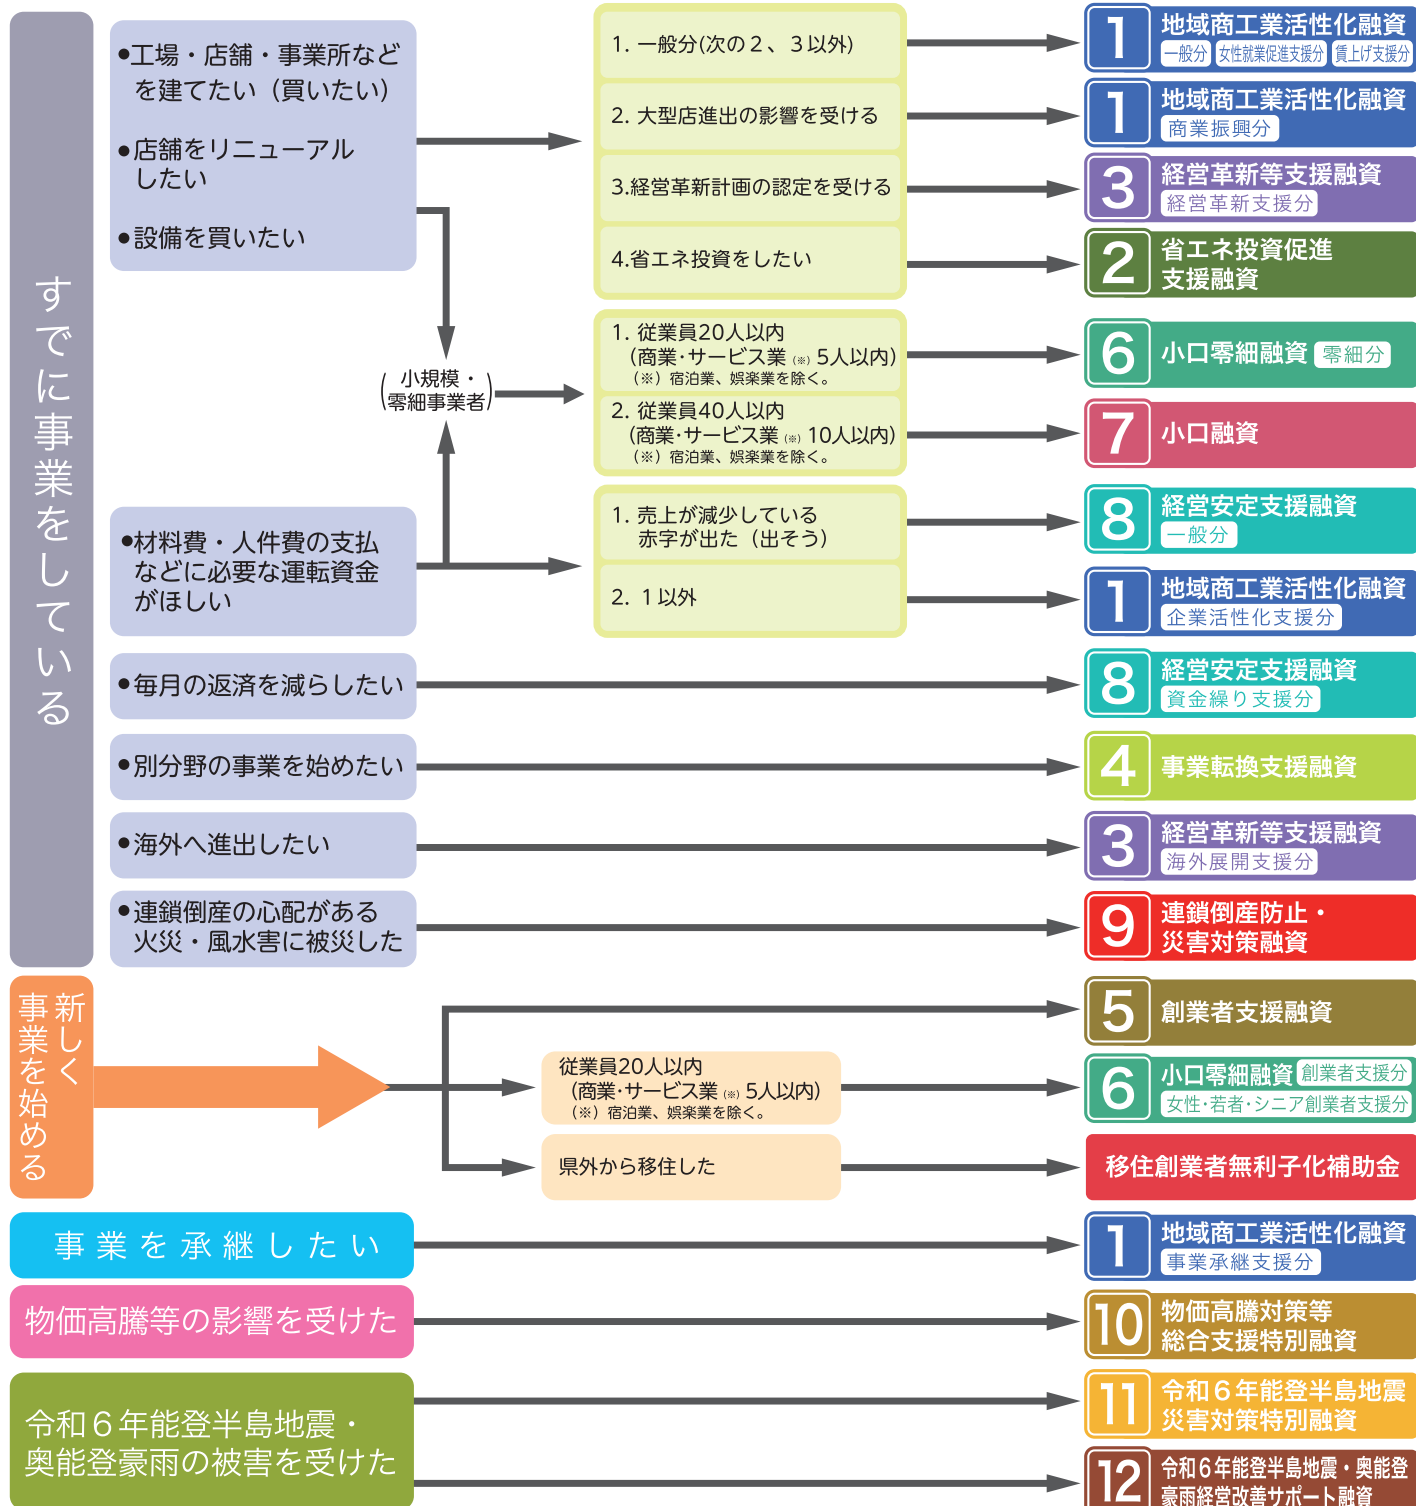 すでに事業をしている
●工場・店舗・事業所など
を建てたい（買いたい）
●店舗をリニューアル
したい
●設備を買いたい
1. 一般分(次の２、３以外)
2. 大型店進出の影響を受ける
3.経営革新計画の認定を受ける
4.省エネ投資をしたい
1 地域商工業活性化融資
一般分 女性就業促進支援分 賃上げ支援分
1 地域商工業活性化融資
商業振興分
3 経営革新等支援融資
経営革新支援分
2 省エネ投資促進
支援融資
(小規模・
零細事業者)
1. 従業員20人以内
(商業・サービス業（※）5人以内)
（※）宿泊業、娯楽業を除く。
2. 従業員40人以内
(商業・サービス業（※）10人以内)
（※）宿泊業、娯楽業を除く。
6 小口零細融資 零細分
7 小口融資
●材料費・人件費の支払
などに必要な運転資金
がほしい
1. 売上が減少している
赤字が出た（出そう）
2. １以外
8 経営安定支援融資
一般分
1 地域商工業活性化融資
企業活性化支援分
●毎月の返済を減らしたい
8 経営安定支援融資
資金繰り支援分
●別分野の事業を始めたい
4 事業転換支援融資
●海外へ進出したい
3 経営革新等支援融資
海外展開支援分
●連鎖倒産の心配がある
火災・風水害に被災した
9 連鎖倒産防止・
災害対策融資
新しく
事業を始める
5 創業者支援融資
従業員20人以内
(商業・サービス業（※）5人以内)
（※）宿泊業、娯楽業を除く。
6 小口零細融資 創業者支援分
女性・若者・シニア創業者支援分
県外から移住した
移住創業者無利子化補助金
事業を承継したい
1 地域商工業活性化融資
事業承継支援分
物価高騰等の影響を受けた
10 物価高騰対策等
総合支援特別融資
令和６年能登半島地震・
奥能登豪雨の被害を受けた
11 令和６年能登半島地震
災害対策特別融資
12 令和６年能登半島地震・奥能登
豪雨経営改善サポート融資